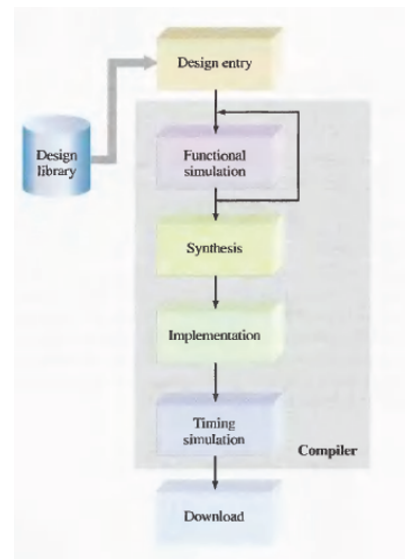 Design entry
Design
library
Functional
simulation
Synthesis
Implementation
Timing
simulation
Compiler
Download